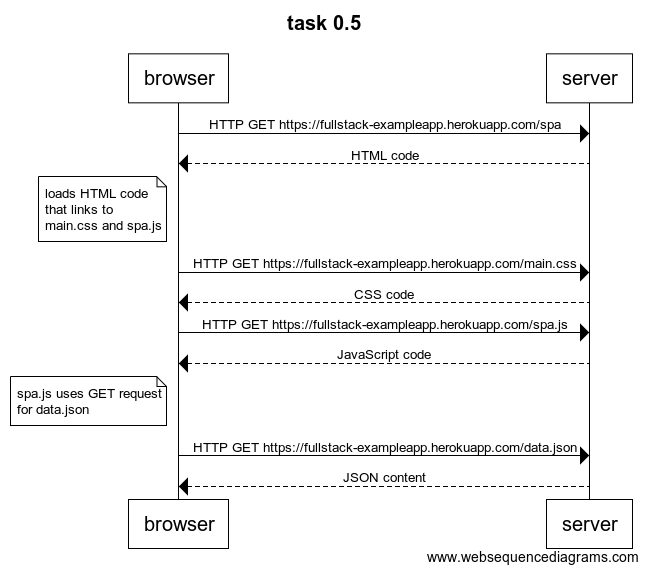 task 0.5
browser
server
HTTP GET https://fullstack-exampleapp.herokuapp.com/spa
HTML code
loads HTML code
that links to
main.css and spa.js
HTTP GET https://fullstack-exampleapp.herokuapp.com/main.css
CSS code
HTTP GET https://fullstack-exampleapp.herokuapp.com/spa.js
JavaScript code
spa.js uses GET request
for data.json
HTTP GET https://fullstack-exampleapp.herokuapp.com/data.json
JSON content
browser
server
www.websequencediagrams.com